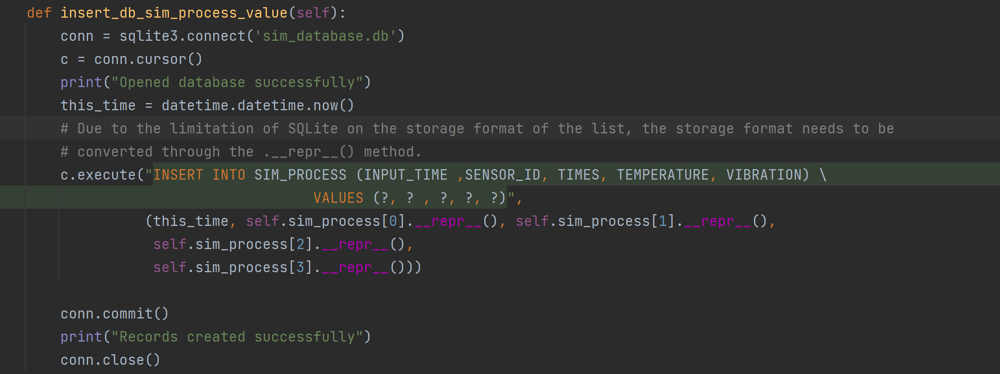 def insert_db_sim_process_value(self):
conn = sqlite3.connect('sim_database.db')
c = conn.cursor()
print("Opened database successfully")
this_time = datetime.datetime.now()
# Due to the limitation of SQLite on the storage format of the list, the storage format needs to be
# converted through the .__repr__() method.
c.execute("INSERT INTO SIM_PROCESS (INPUT_TIME ,SENSOR_ID, TIMES, TEMPERATURE, VIBRATION) \
VALUES (?, ? , ?, ?, ?)",
(this_time, self.sim_process[0].__repr__(), self.sim_process[1].__repr__(),
self.sim_process[2].__repr__(),
self.sim_process[3].__repr__()))
conn.commit()
print("Records created successfully")
conn.close()